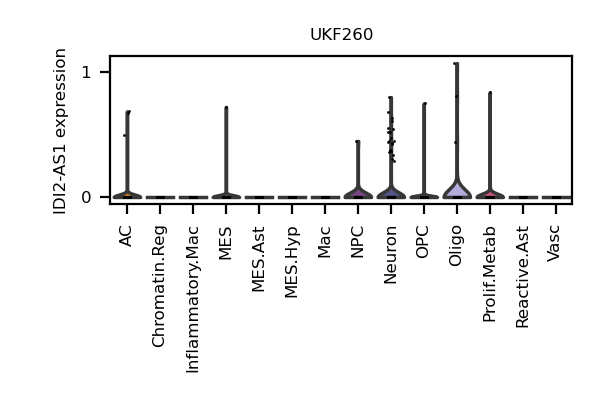 UKF260
IDI2-AS1 expression
1
0
AC
Chromatin.Reg
Inflammatory.Mac
MES
MES.Ast
MES.Hyp
Mac
NPC
Neuron
OPC
Oligo
Prolif.Metab
Reactive.Ast
Vasc